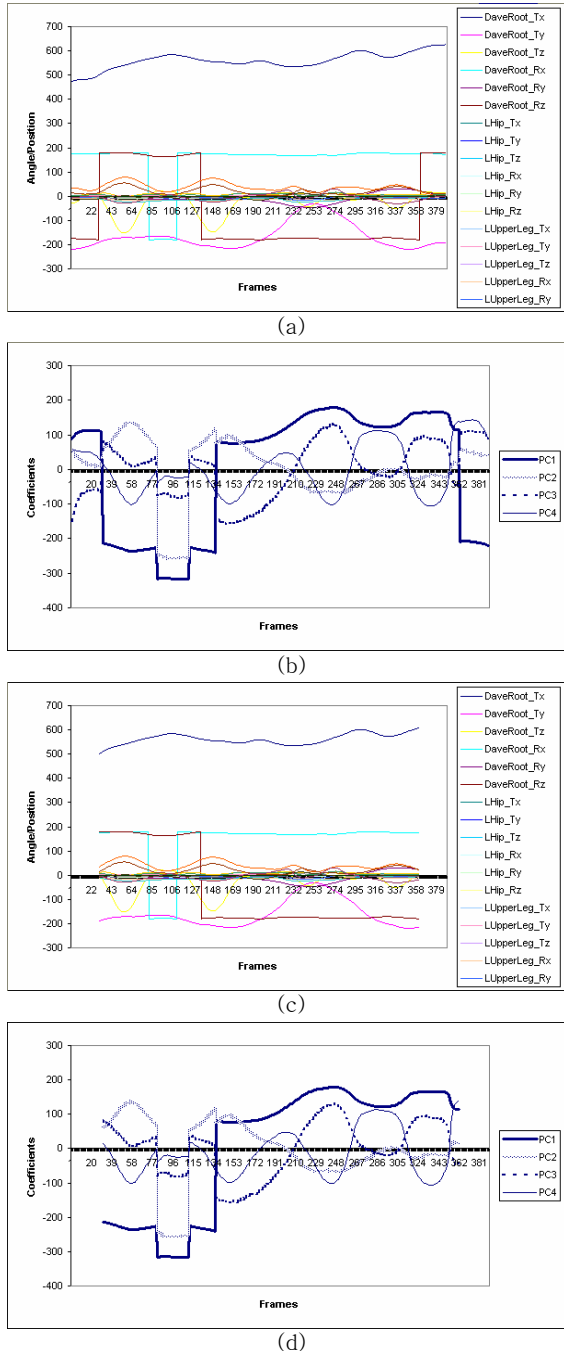 700
600
500
400
300
200
100
0
-100
-200
-300
Angle/Position
22 43 64 85 106 127 148 169 190 211 232 253 274 295 316 337 358 379
Frames
DaveRoot_Tx
DaveRoot_Ty
DaveRoot_Tz
DaveRoot_Rx
DaveRoot_Ry
DaveRoot_Rz
LHip_Tx
LHip_Ty
LHip_Tz
LHip_Rx
LHip_Ry
LHip_Rz
LUpperLeg_Tx
LUpperLeg_Ty
LUpperLeg_Tz
LUpperLeg_Rx
LUpperLeg_Ry
(a)
300
200
100
0
-100
-200
-300
-400
Coefficients
20 39 58 77 96 115 134 153 172 191 210 229 248 267 286 305 324 343 362 381
Frames
PC1
PC2
PC3
PC4
(b)
700
600
500
400
300
200
100
0
-100
-200
-300
Angle/Position
22 43 64 85 106 127 148 169 190 211 232 253 274 295 316 337 358 379
Frames
DaveRoot_Tx
DaveRoot_Ty
DaveRoot_Tz
DaveRoot_Rx
DaveRoot_Ry
DaveRoot_Rz
LHip_Tx
LHip_Ty
LHip_Tz
LHip_Rx
LHip_Ry
LHip_Rz
LUpperLeg_Tx
LUpperLeg_Ty
LUpperLeg_Tz
LUpperLeg_Rx
LUpperLeg_Ry
(c)
300
200
100
0
-100
-200
-300
-400
Coefficients
20 39 58 77 96 115 134 153 172 191 210 229 248 267 286 305 324 343 362 381
Frames
PC1
PC2
PC3
PC4
(d)